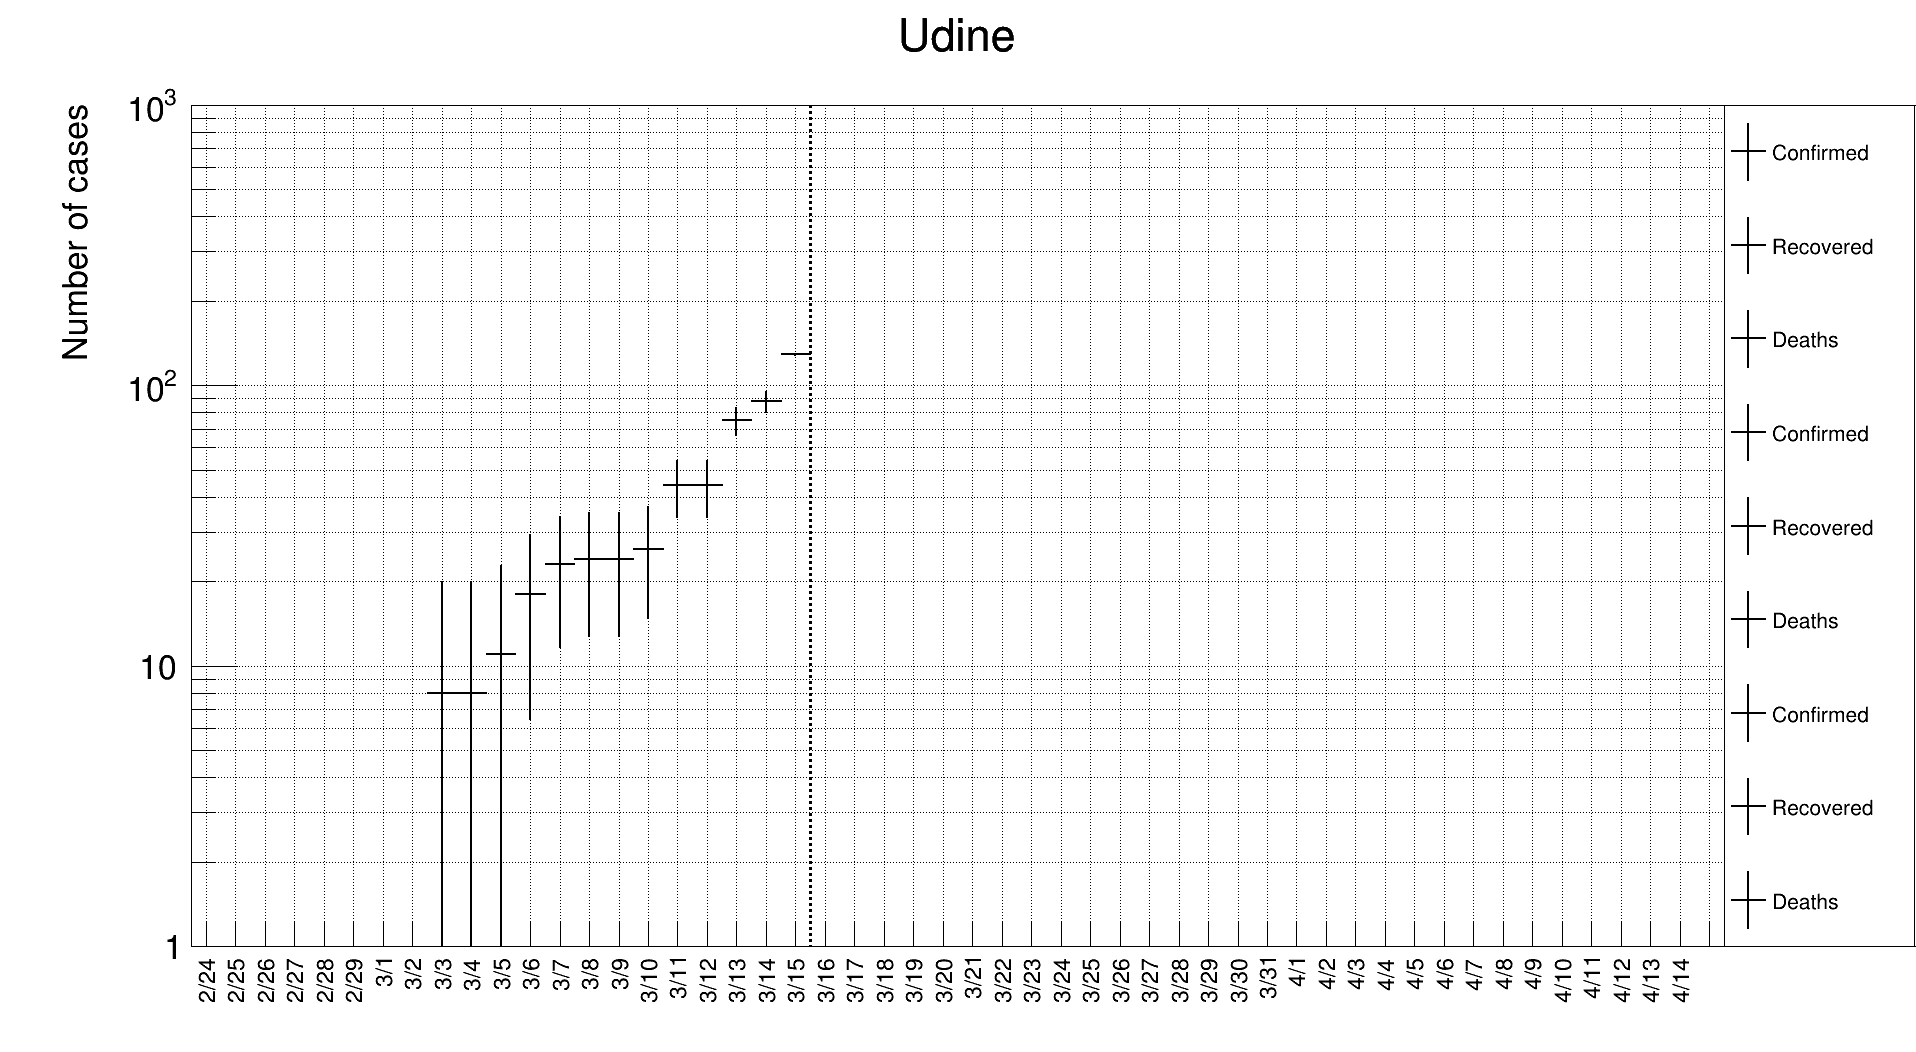 Udine
Number of cases
10³
10²
10
1
2/24 2/25 2/26 2/27 2/28 2/29 3/1 3/2 3/3 3/4 3/5 3/6 3/7 3/8 3/9 3/10 3/11 3/12 3/13 3/14 3/15 3/16 3/17 3/18 3/19 3/20 3/21 3/22 3/23 3/24 3/25 3/26 3/27 3/28 3/29 3/30 3/31 4/1 4/2 4/3 4/4 4/5 4/6 4/7 4/8 4/9 4/10 4/11 4/12 4/13 4/14
Confirmed
Recovered
Deaths
Confirmed
Recovered
Deaths
Confirmed
Recovered
Deaths